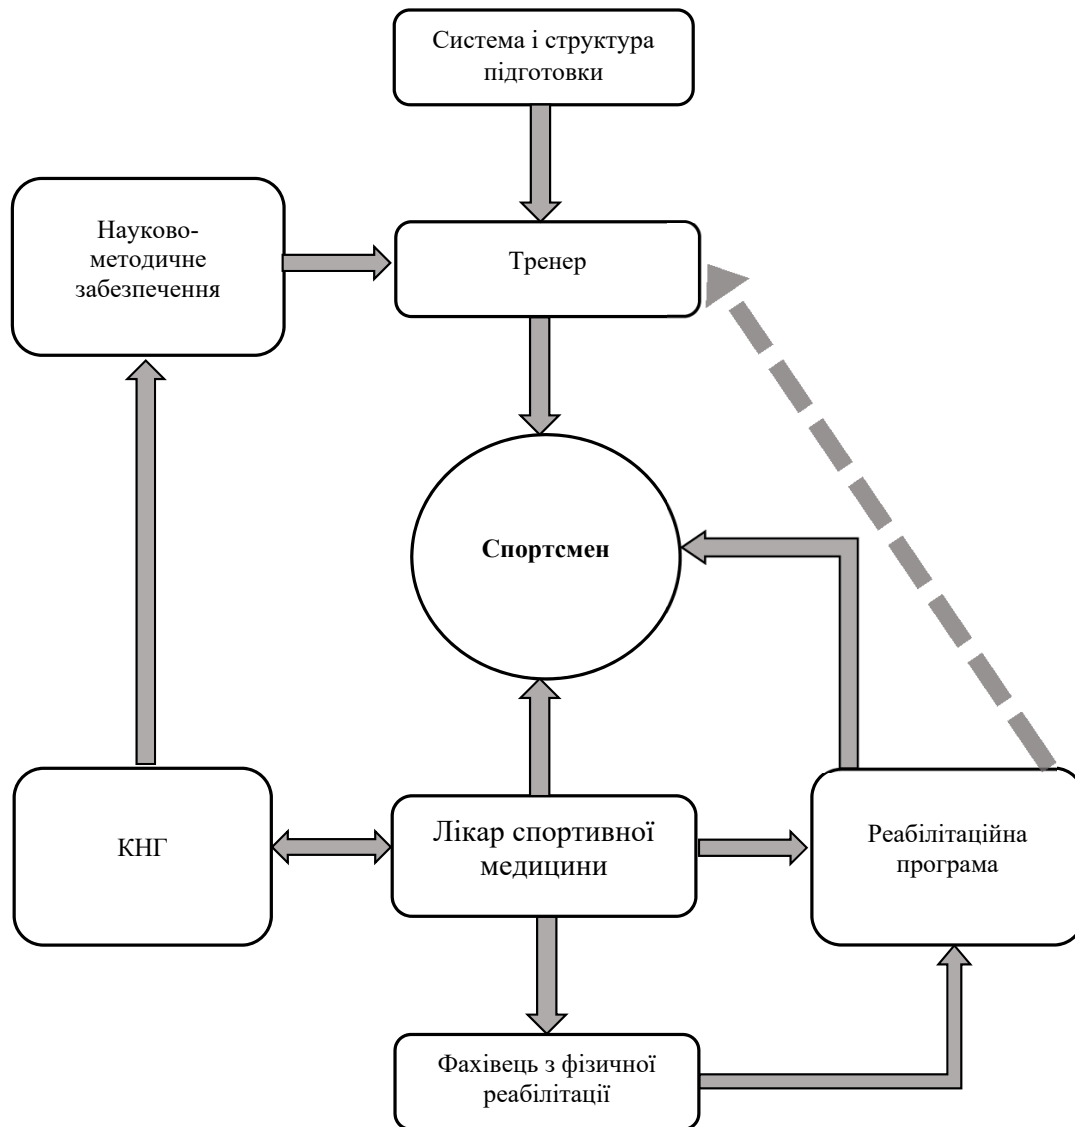 Система і структура
підготовки
Науково-
методичне
забезпечення
Тренер
Спортсмен
КНГ
Лікар спортивної
медицини
Реабілітаційна
програма
Фахівець з фізичної
реабілітації